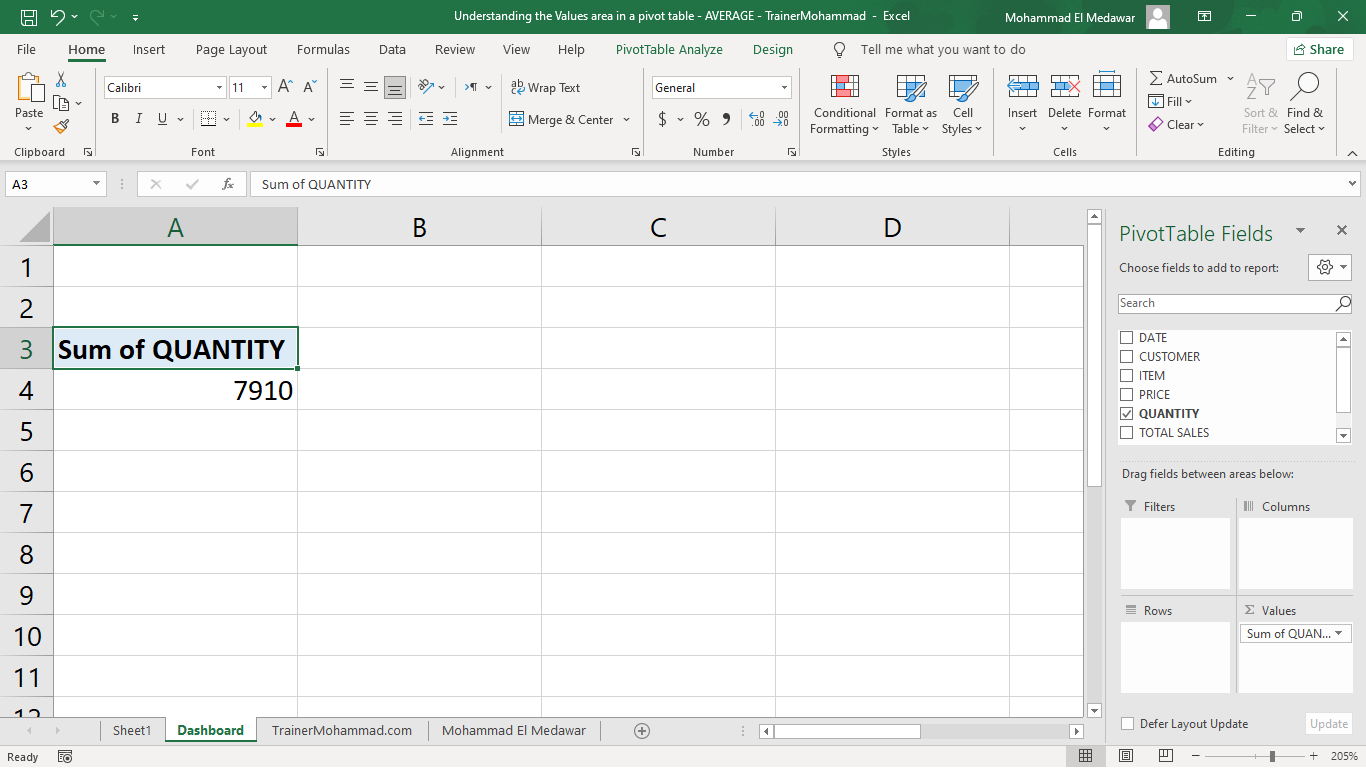 Understanding the Values area in a pivot table - AVERAGE - TrainerMohammad - Excel
Mohammad El Medawar
File Home Insert Page Layout Formulas Data Review View Help PivotTable Analyze Design Tell me what you want to do Share
Paste
Clipboard
Calibri 11
B I U
A A
Font
ab Wrap Text
Merge & Center
Alignment
General
$ % 9
.00 .0
Number
Conditional Formatting
Format as Table
Cell Styles
Styles
Insert Delete Format
Cells
AutoSum
Fill
Clear
Sort & Filter
Find & Select
Editing
A3 fx Sum of QUANTITY
A B C D
1
2
3 Sum of QUANTITY
4 7910
5
6
7
8
9
10
11
12
PivotTable Fields
Choose fields to add to report:
Search
DATE
CUSTOMER
ITEM
PRICE
QUANTITY
TOTAL SALES
Drag fields between areas below:
Filters Columns
Rows Σ Values
Sum of QUAN...
Defer Layout Update Update
Sheet1 Dashboard TrainerMohammad.com Mohammad El Medawar
Ready 205%